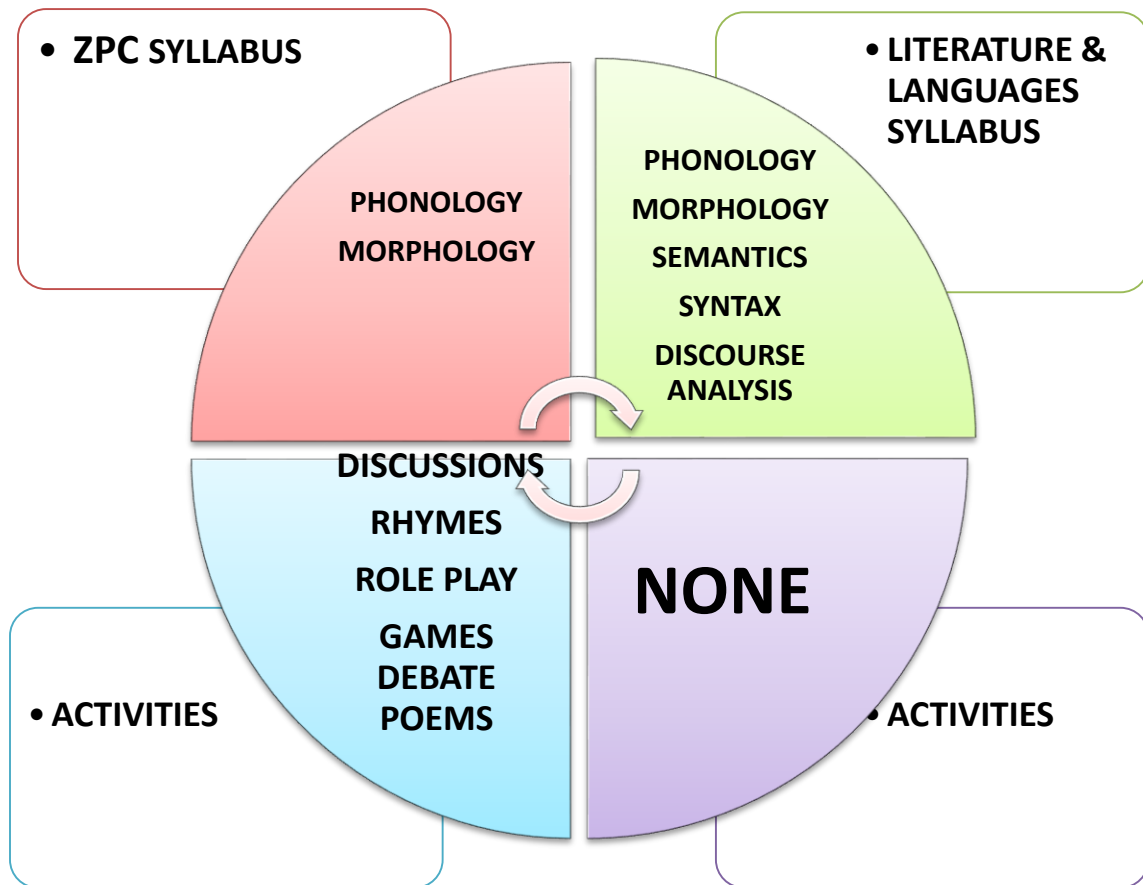 • ZPC SYLLABUS
PHONOLOGY
MORPHOLOGY
• LITERATURE &
LANGUAGES
SYLLABUS
PHONOLOGY
MORPHOLOGY
SEMANTICS
SYNTAX
DISCOURSE
ANALYSIS
• ACTIVITIES
DISCUSSIONS
RHYMES
ROLE PLAY
GAMES
DEBATE
POEMS
NONE
• ACTIVITIES